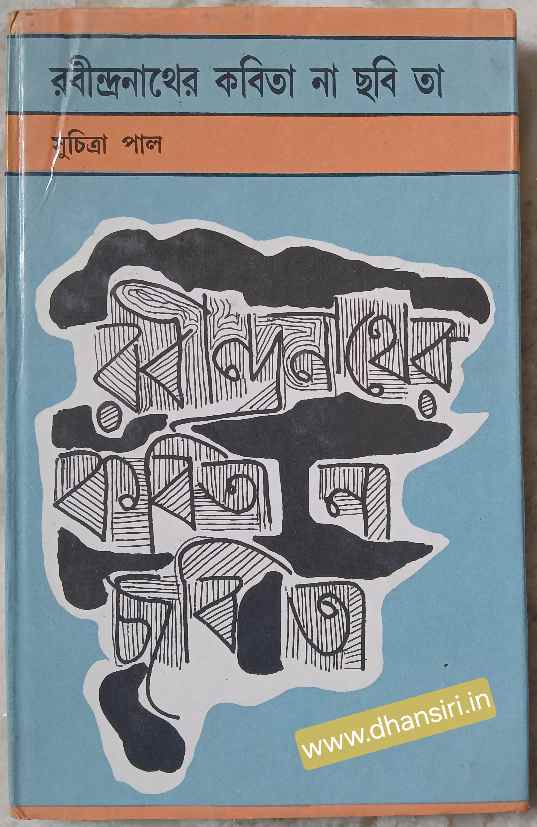 রবীন্দ্রনাথের কবিতা না ছবি তা
সুচিত্রা পাল
রবীন্দ্রনাথের
কবিতা না
ছবি তা
www.dhansiri.in